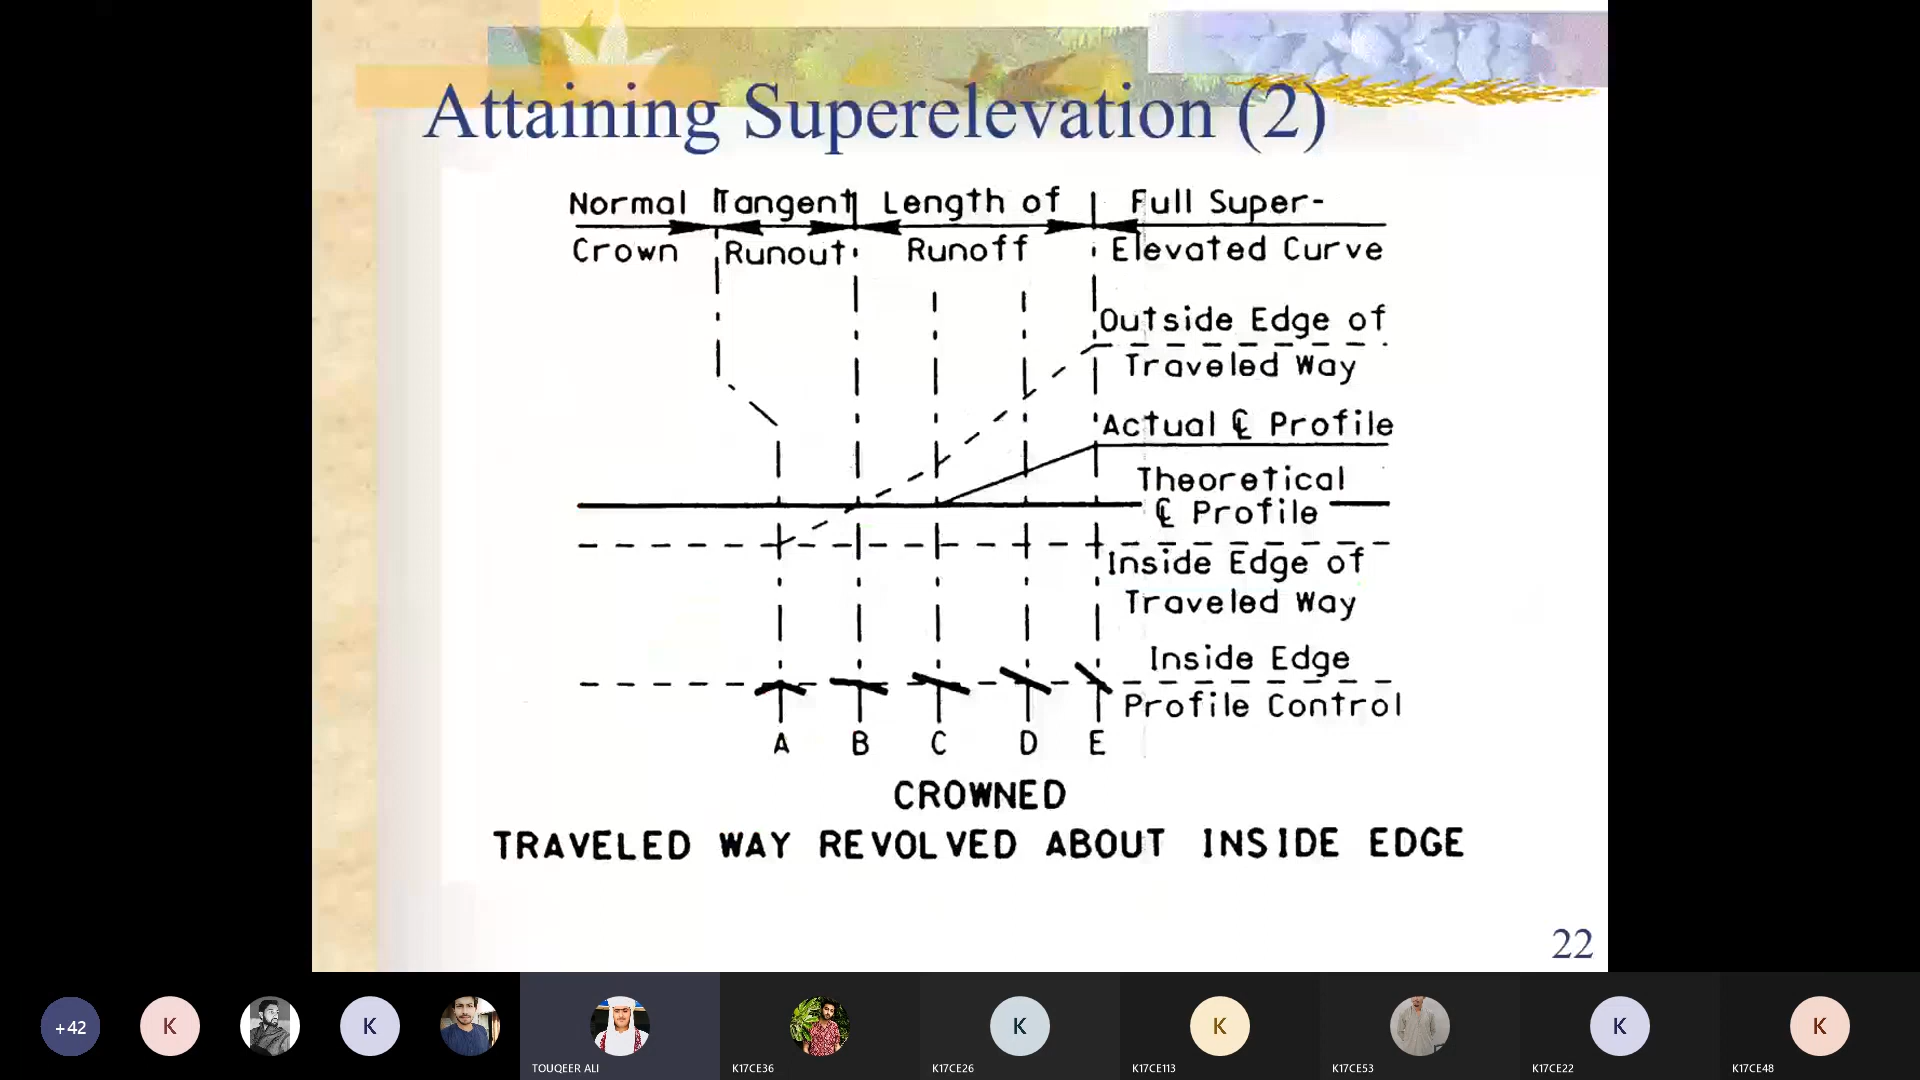 Attaining Superelevation (2)
Normal Tangent Length of Full Super-
Crown Runout Runoff Elevated Curve
Outside Edge of
Traveled Way
Actual ℄ Profile
Theoretical
℄ Profile
Inside Edge of
Traveled Way
Inside Edge
Profile Control
A B C D E
CROWNED
TRAVELED WAY REVOLVED ABOUT INSIDE EDGE
22
+42 K K K K K K
TOUQEER ALI K17CE36 K17CE26 K17CE113 K17CE53 K17CE22 K17CE48